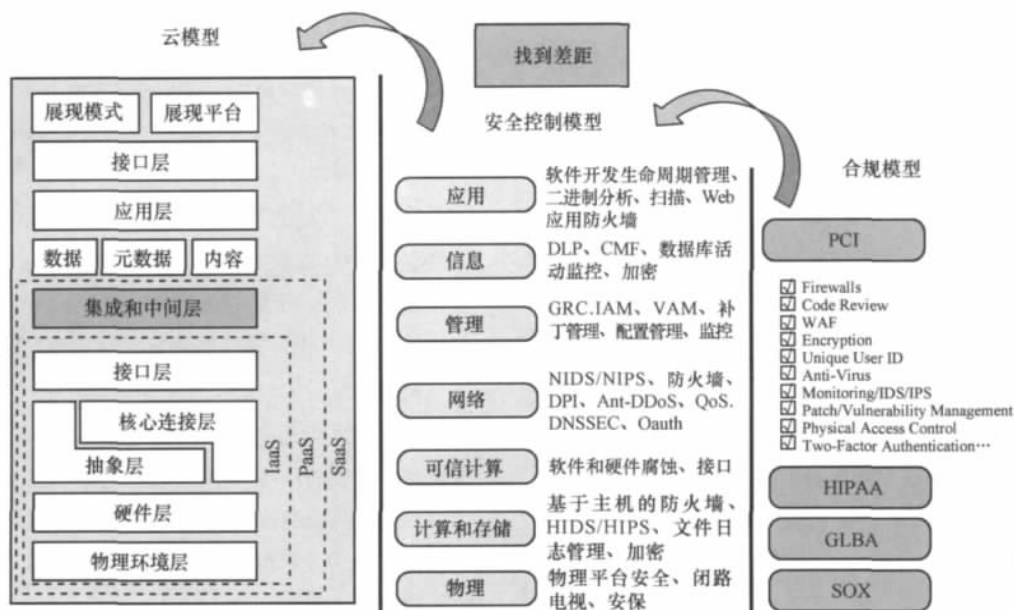 云模型
展现模式
展现平台
接口层
应用层
数据
元数据
内容
集成和中间层
接口层
核心连接层
抽象层
硬件层
物理环境层
IaaS
PaaS
SaaS
找到差距
安全控制模型
应用
软件开发生命周期管理、
二进制分析、扫描、Web
应用防火墙
信息
DLP、CMF、数据库活
动监控、加密
管理
GRC.IAM、VAM、补
丁管理、配置管理、监控
网络
NIDS/NIPS、防火墙、
DPI、Ant-DDoS、QoS.
DNSSEC、Oauth
可信计算
软件和硬件腐蚀、接口
计算和存储
基于主机的防火墙、
HIDS/HIPS、文件日
志管理、加密
物理
物理平台安全、闭路
电视、安保
合规模型
PCI
Firewalls
Code Review
WAF
Encryption
Unique User ID
Anti-Virus
Monitoring/IDS/IPS
Patch/Vulnerability Management
Physical Access Control
Two-Factor Authentication…
HIPAA
GLBA
SOX